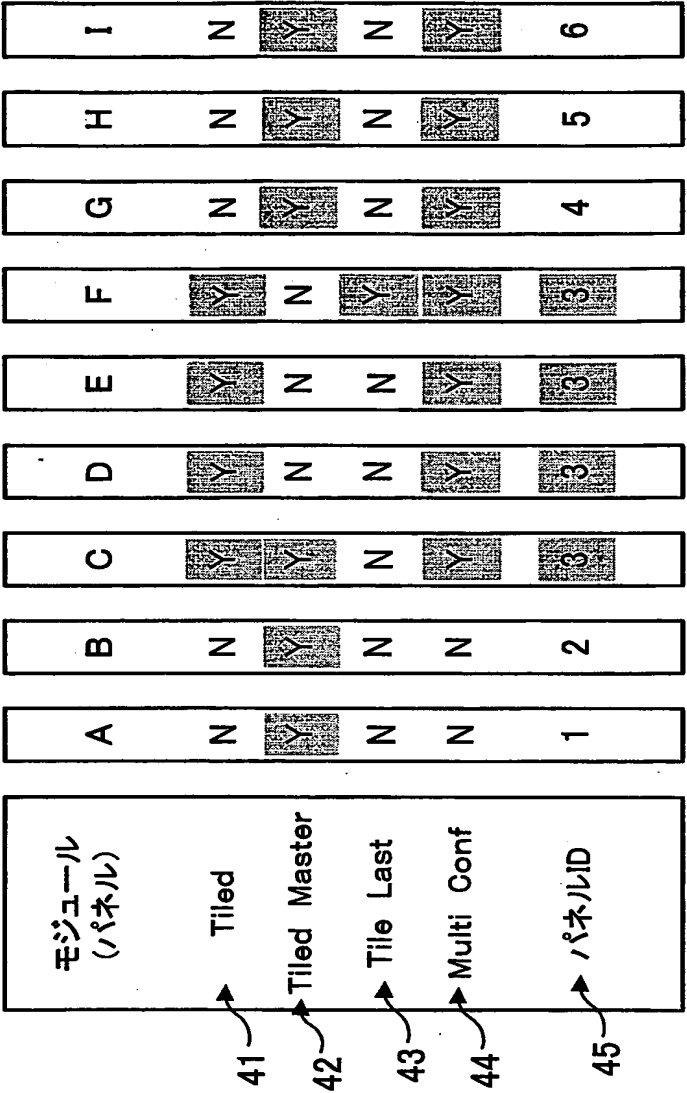 モジュール
(パネル)
A B C D E F G H I
41 Tiled N N Y Y Y Y N N N
42 Tiled Master Y Y Y N N N Y Y Y
43 Tile Last N N N N N Y N N N
44 Multi Conf N N Y Y Y Y Y Y Y
45 パネルID 1 2 3 3 3 3 4 5 6